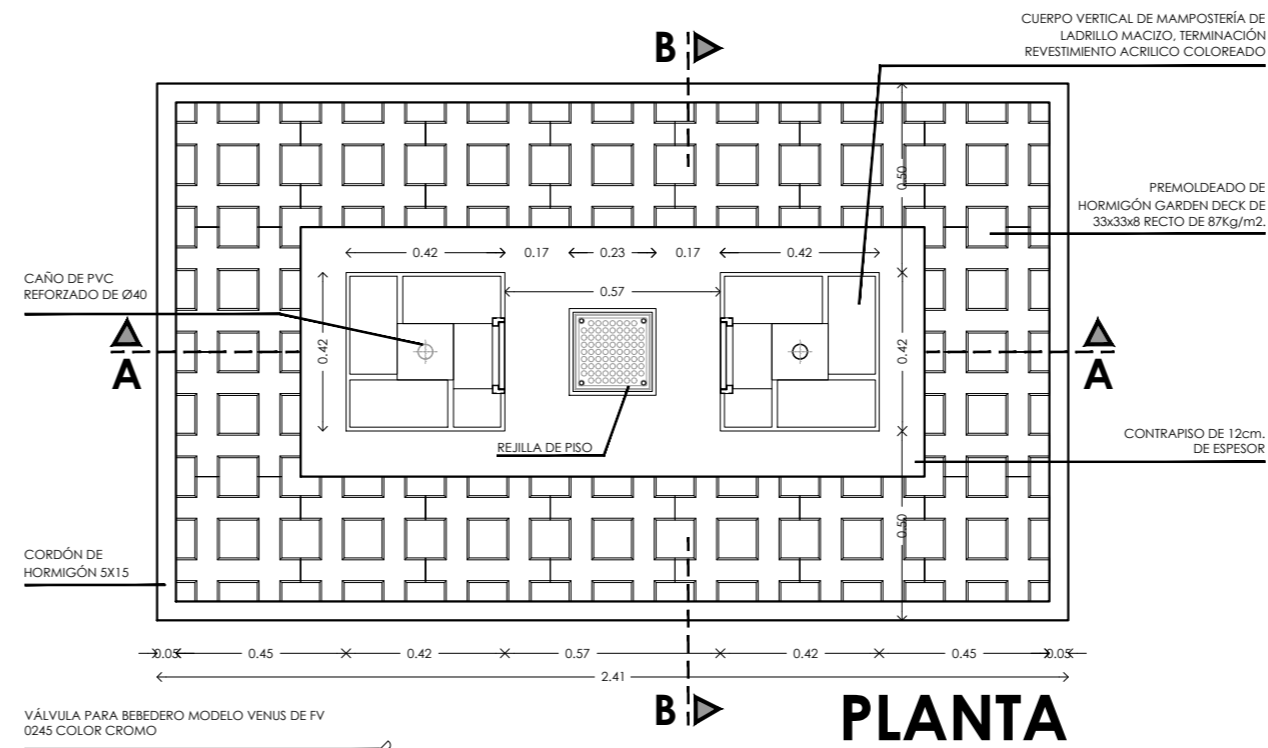 CUERPO VERTICAL DE MAMPOSTERÍA DE
LADRILLO MACIZO, TERMINACIÓN
REVESTIMIENTO ACRILICO COLOREADO
B
0.50
PREMOLDEADO DE
HORMIGÓN GARDEN DECK DE
33x33x8 RECTO DE 87Kg/m2.
0.42
0.17
0.23
0.17
0.42
CAÑO DE PVC
REFORZADO DE Ø40
0.57
0.42
0.42
A
A
REJILLA DE PISO
CONTRAPISO DE 12cm.
DE ESPESOR
0.50
CORDÓN DE
HORMIGÓN 5X15
0.05
0.45
0.42
0.57
0.42
0.45
0.05
2.41
B
PLANTA
VÁLVULA PARA BEBEDERO MODELO VENUS DE FV
0245 COLOR CROMO